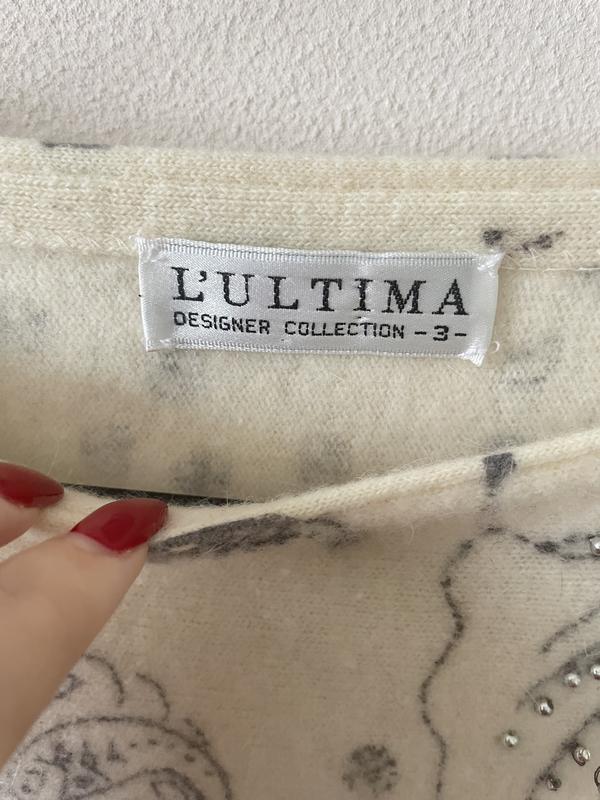 L'ULTIMA
DESIGNER COLLECTION -3-